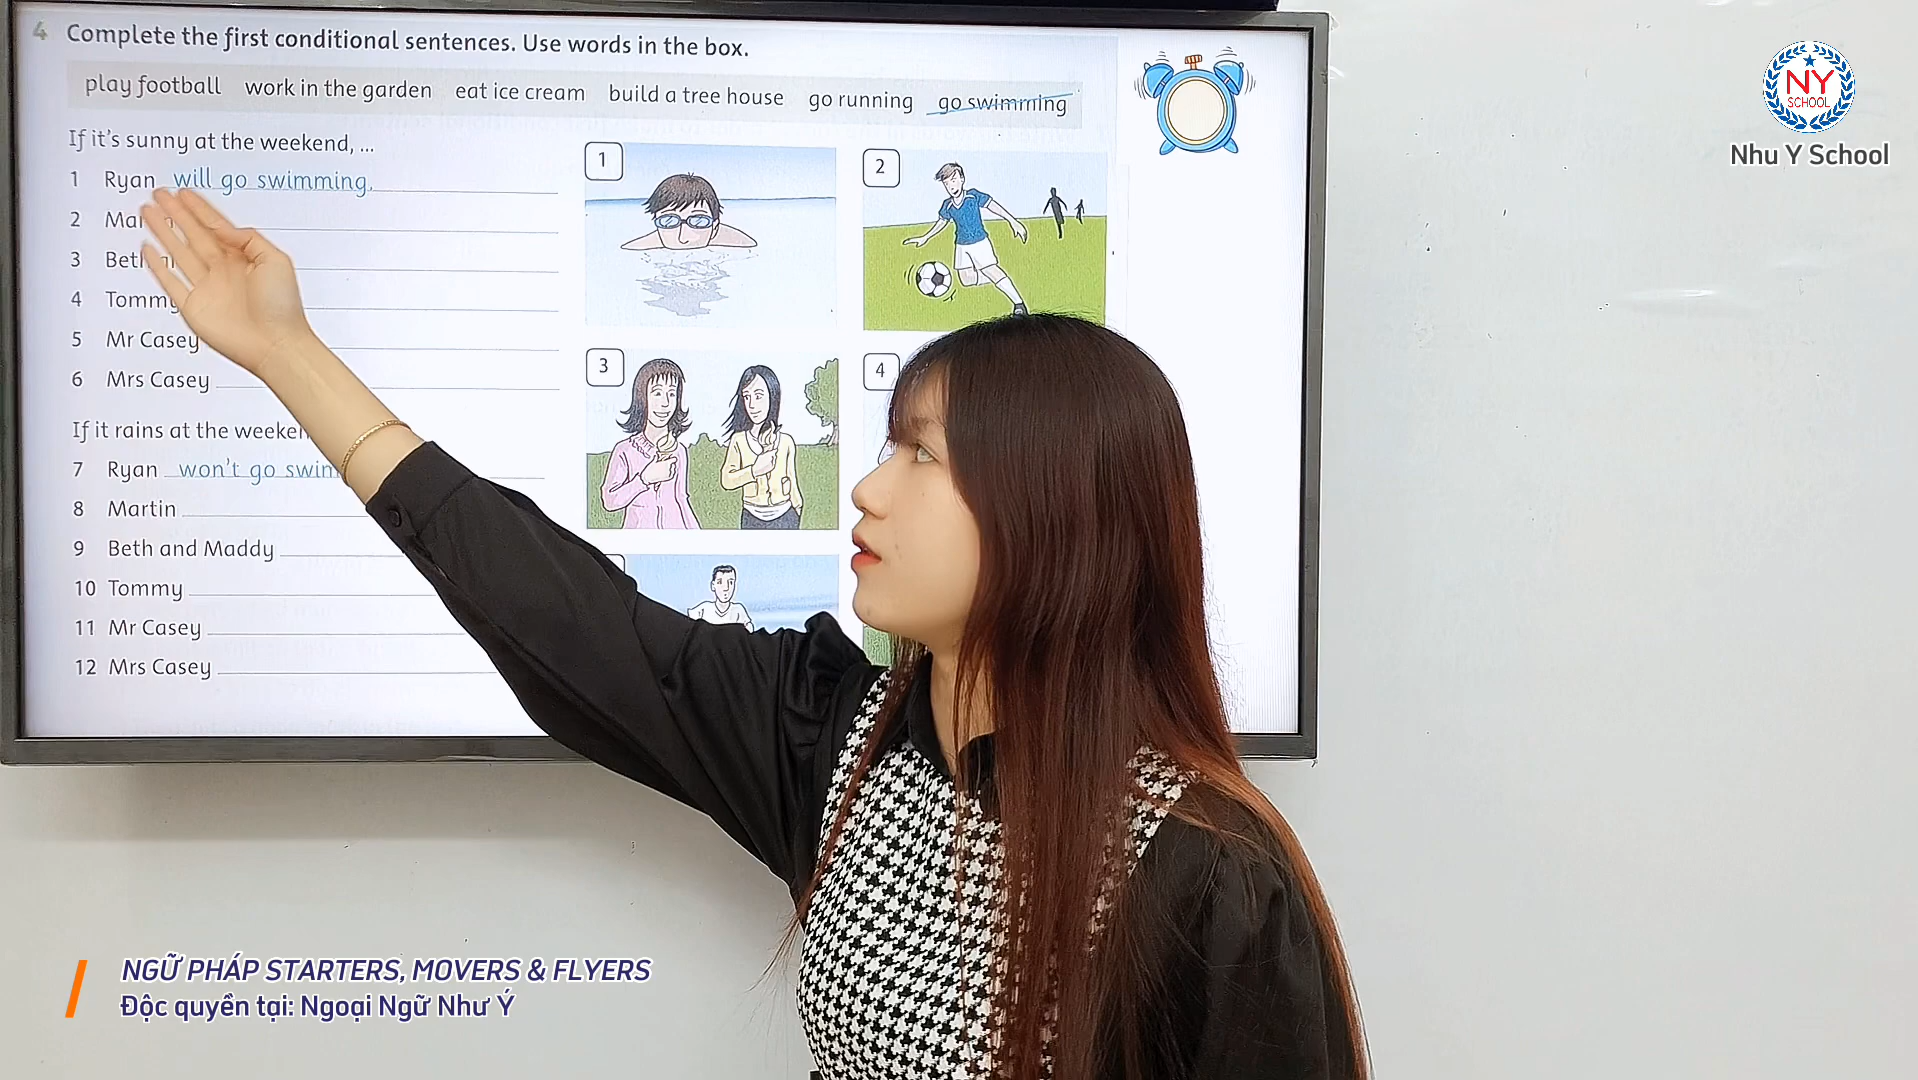 4 Complete the first conditional sentences. Use words in the box.
play football work in the garden eat ice cream build a tree house go running go swimming
If it's sunny at the weekend, ...
1 Ryan will go swimming.
2
3
4 Tommy
5 Mr Casey
6 Mrs Casey
If it rains at the
7 Ryan won't go
8 Martin
9 Beth and Maddy
10 Tommy
11 Mr Casey
12 Mrs Casey
1
2
3
4
NY
SCHOOL
Nhu Y School
NGỮ PHÁP STARTERS, MOVERS & FLYERS
Độc quyền tại: Ngoại Ngữ Như Ý